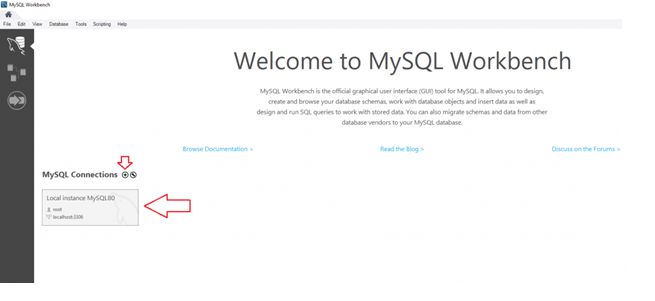 MySQL Workbench
File Edit View Database Tools Scripting Help
Welcome to MySQL Workbench
MySQL Workbench is the official graphical user interface (GUI) tool for MySQL. It allows you to design,
create and browse your database schemas, work with database objects and insert data as well as
design and run SQL queries to work with stored data. You can also migrate schemas and data from other
database vendors to your MySQL database.
Browse Documentation > Read the Blog > Discuss on the Forums >
MySQL Connections
Local instance MySQL80
root
localhost:3306